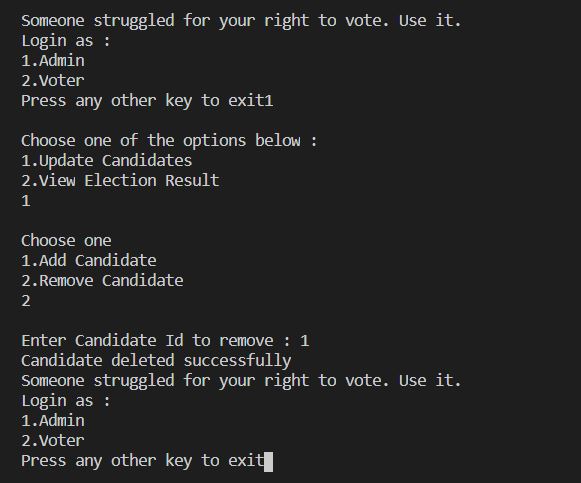 Someone struggled for your right to vote. Use it.
Login as :
1.Admin
2.Voter
Press any other key to exit1
Choose one of the options below :
1.Update Candidates
2.View Election Result
1
Choose one
1.Add Candidate
2.Remove Candidate
2
Enter Candidate Id to remove : 1
Candidate deleted successfully
Someone struggled for your right to vote. Use it.
Login as :
1.Admin
2.Voter
Press any other key to exit